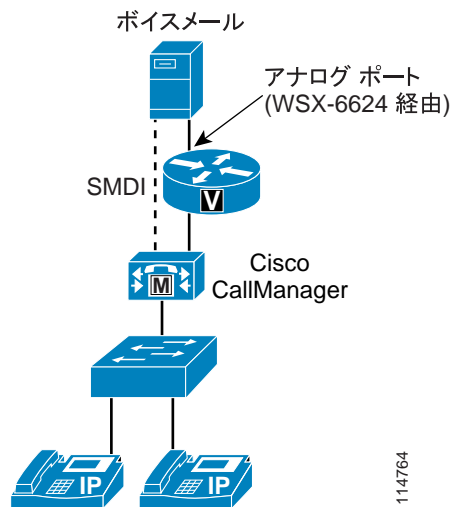 ボイスメール
アナログ ポート
(WSX-6624 経由)
SMDI
V
Cisco
CallManager
M
IP
IP
114764